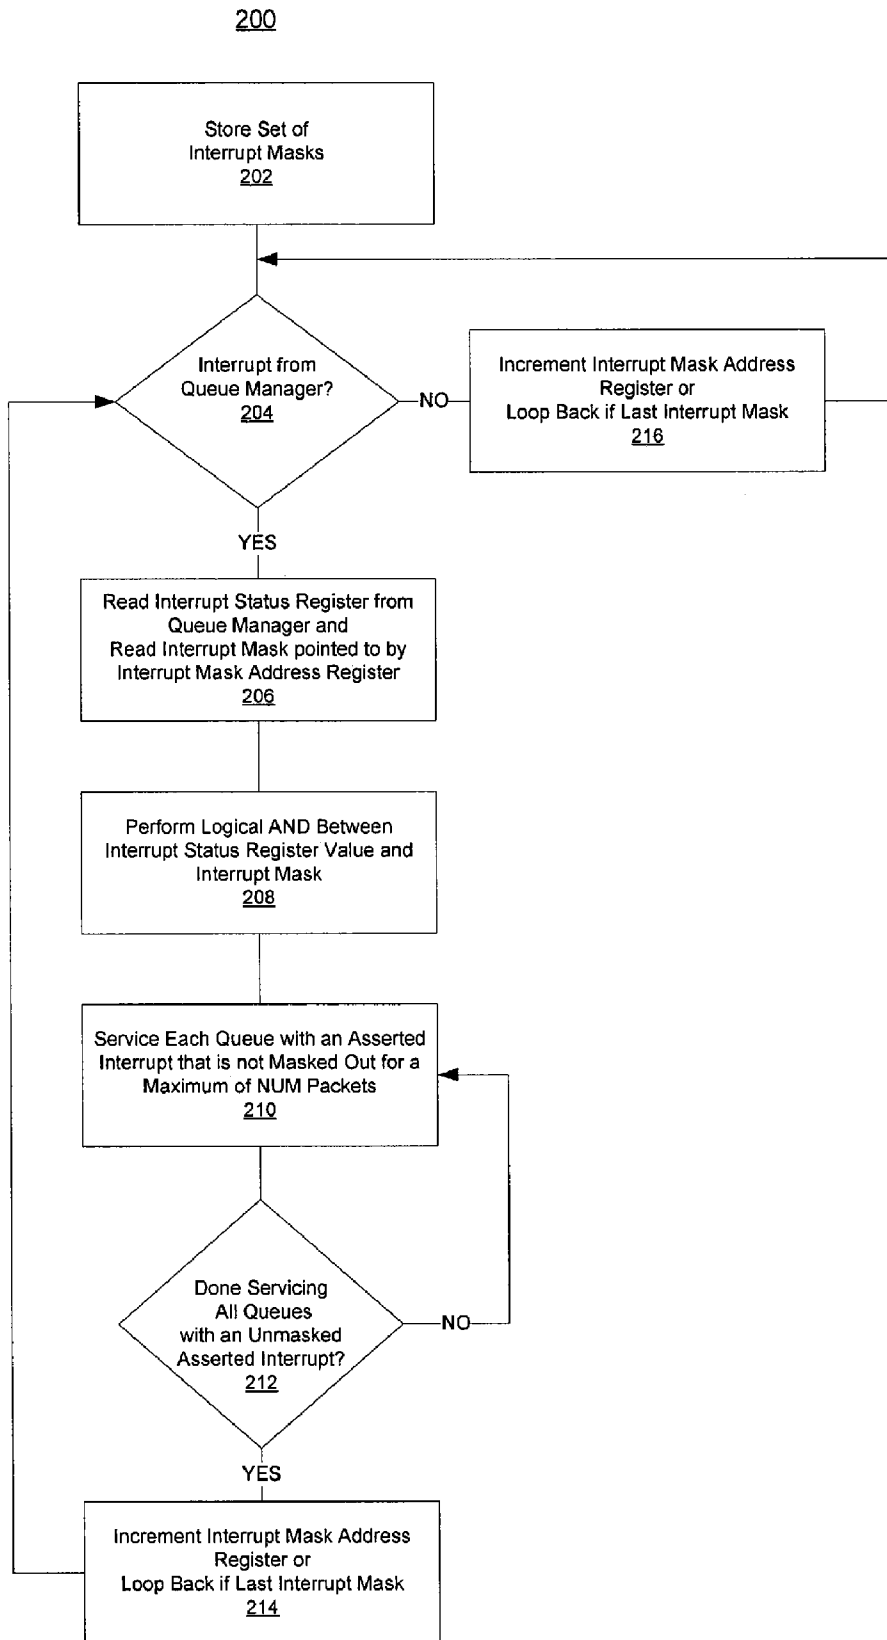 200
Store Set of
Interrupt Masks
202
Interrupt from
Queue Manager?
204
NO
Increment Interrupt Mask Address
Register or
Loop Back if Last Interrupt Mask
216
YES
Read Interrupt Status Register from
Queue Manager and
Read Interrupt Mask pointed to by
Interrupt Mask Address Register
206
Perform Logical AND Between
Interrupt Status Register Value and
Interrupt Mask
208
Service Each Queue with an Asserted
Interrupt that is not Masked Out for a
Maximum of NUM Packets
210
Done Servicing
All Queues
with an Unmasked
Asserted Interrupt?
212
NO
YES
Increment Interrupt Mask Address
Register or
Loop Back if Last Interrupt Mask
214